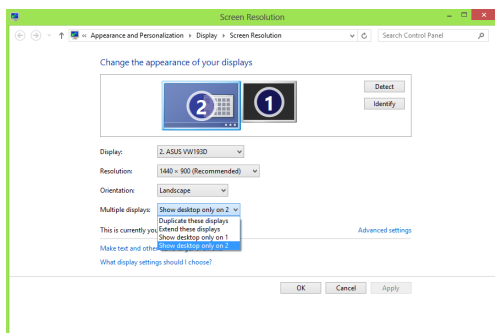 Screen Resolution
« Appearance and Personalization Display Screen Resolution Search Control Panel
Change the appearance of your displays
2 1
Detect
Identify
Display: 2. ASUS VW193D
Resolution: 1440 × 900 (Recommended)
Orientation: Landscape
Multiple displays: Show desktop only on 2
Duplicate these displays
This is currently you Extend these displays Advanced settings
Show desktop only on 1
Make text and othe Show desktop only on 2
What display settings should I choose?
OK Cancel Apply